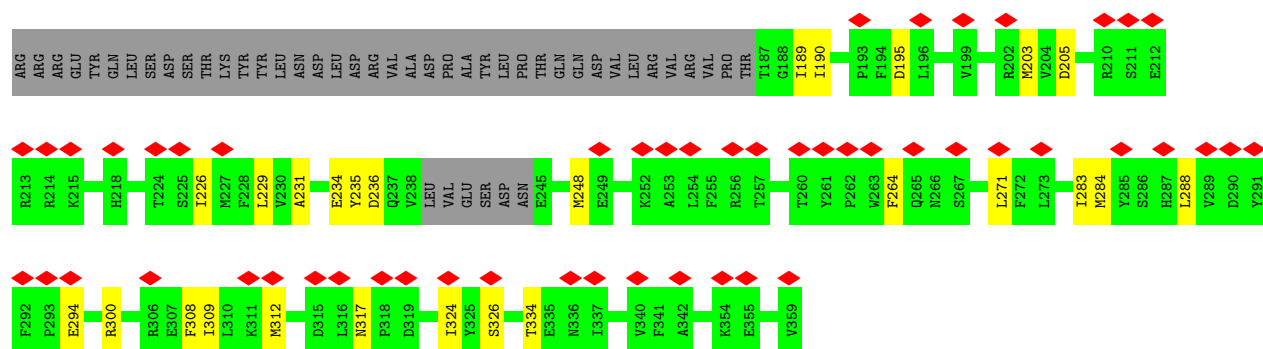 ARG ARG ARG GLU TYR GLN LEU SER ASP SER THR LYS TYR TYR LEU ASN ASP LEU ASP ARG VAL ALA ASP PRO ALA TYR LEU PRO THR GLN GLN ASP VAL LEU ARG VAL ARG VAL PRO THR T187 G188 I189 I190 P193 F194 D195 L196 V199 R202 M203 V204 D205 R210 S211 E212
R213 R214 K215 H218 T224 S225 I226 M227 F228 L229 V230 A231 E234 Y235 D236 Q237 V238 LEU VAL GLU SER ASP ASN E245 M248 E249 K252 A253 L254 F255 R256 T257 T260 Y261 P262 W263 F264 Q265 N266 S267 L271 F272 L273 I283 M284 Y285 S286 H287 L288 V289 D290 Y291
F292 P293 E294 R300 R306 E307 F308 I309 L310 K311 M312 D315 L316 N317 P318 D319 I324 Y325 S326 T334 E335 N336 I337 V340 F341 A342 K354 E355 V359